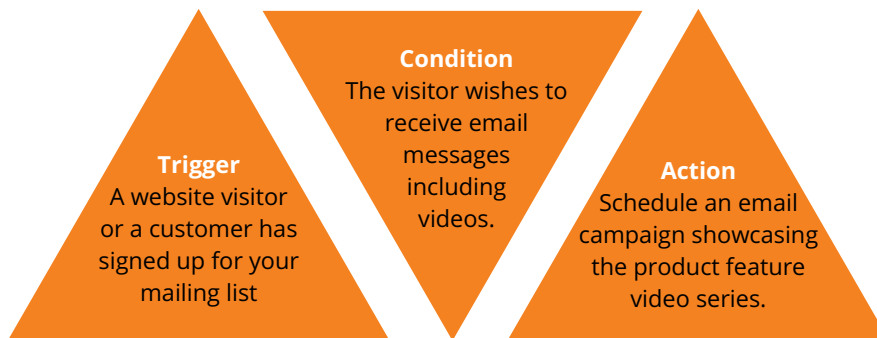 Trigger
A website visitor
or a customer has
signed up for your
mailing list
Condition
The visitor wishes to
receive email
messages
including
videos.
Action
Schedule an email
campaign showcasing
the product feature
video series.